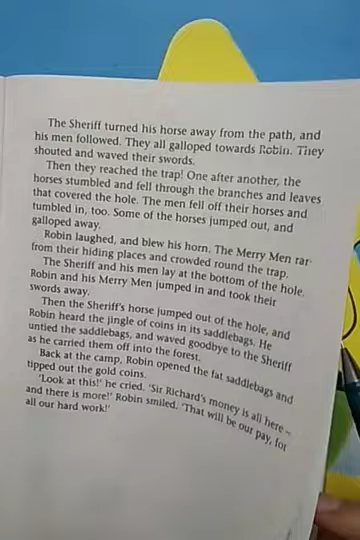 The Sheriff turned his horse away from the path, and
his men followed. They all galloped towards Robin. They
shouted and waved their swords.
Then they reached the trap! One after another, the
horses stumbled and fell through the branches and leaves
that covered the hole. The men fell off their horses and
tumbled in, too. Some of the horses jumped out, and
galloped away.
Robin laughed, and blew his horn. The Merry Men ran
from their hiding places and crowded round the trap.
The Sheriff and his men lay at the bottom of the hole.
Robin and his Merry Men jumped in and took their
swords away.
Then the Sheriff's horse jumped out of the hole, and
Robin heard the jingle of coins in its saddlebags. He
untied the saddlebags, and waved goodbye to the Sheriff
as he carried them off into the forest.
Back at the camp, Robin opened the fat saddlebags and
tipped out the gold coins.
'Look at this!' he cried. 'Sir Richard's money is all here –
and there is more!' Robin smiled. 'That will be our pay, for
all our hard work!'